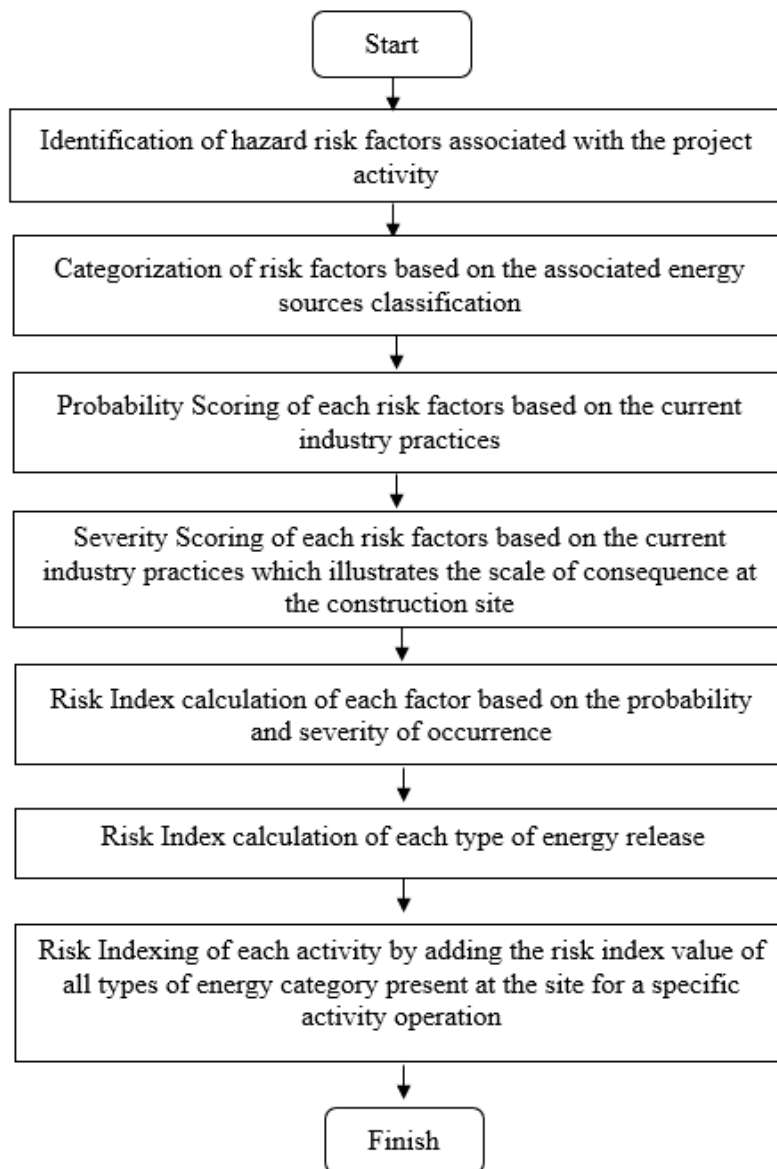 Start
Identification of hazard risk factors associated with the project
activity
Categorization of risk factors based on the associated energy
sources classification
Probability Scoring of each risk factors based on the current
industry practices
Severity Scoring of each risk factors based on the current
industry practices which illustrates the scale of consequence at
the construction site
Risk Index calculation of each factor based on the probability
and severity of occurrence
Risk Index calculation of each type of energy release
Risk Indexing of each activity by adding the risk index value of
all types of energy category present at the site for a specific
activity operation
Finish